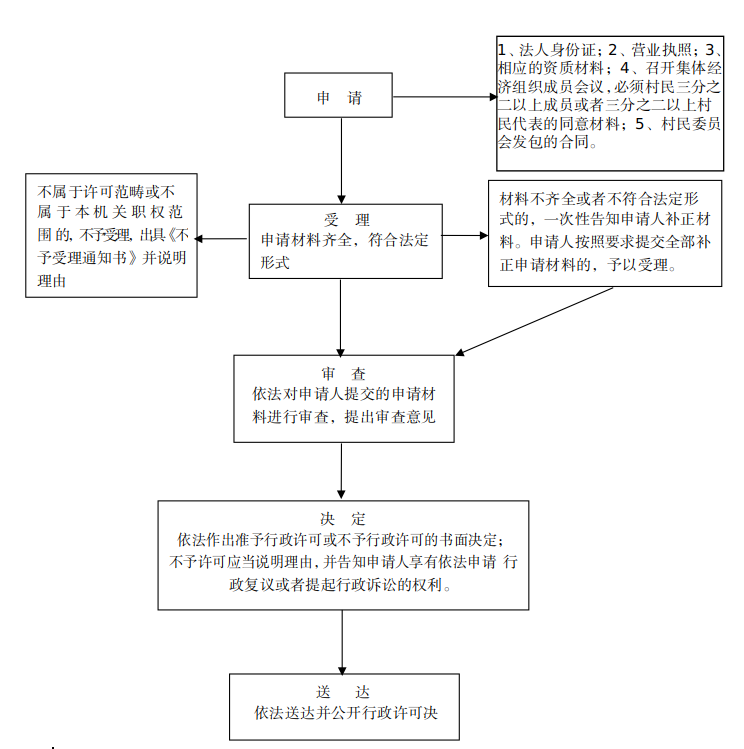 申 请
1、法人身份证；2、营业执照；3、
相应的资质材料；4、召开集体经
济组织成员会议,必须村民三分之
二以上成员或者三分之二以上村
民代表的同意材料；5、村民委员
会发包的合同。
不属于许可范畴或不
属于本机关职权范
围的，不予受理，出具《不
予受理通知书》并说明
理由
受 理
申请材料齐全，符合法定
形式
材料不齐全或者不符合法定形
式的，一次性告知申请人补正材
料。申请人按照要求提交全部补
正申请材料的，予以受理。
审 查
依法对申请人提交的申请材
料进行审查，提出审查意见
决 定
依法作出准予行政许可或不予行政许可的书面决定；
不予许可应当说明理由,并告知申请人享有依法申请 行
政复议或者提起行政诉讼的权利。
送 达
依法送达并公开行政许可决